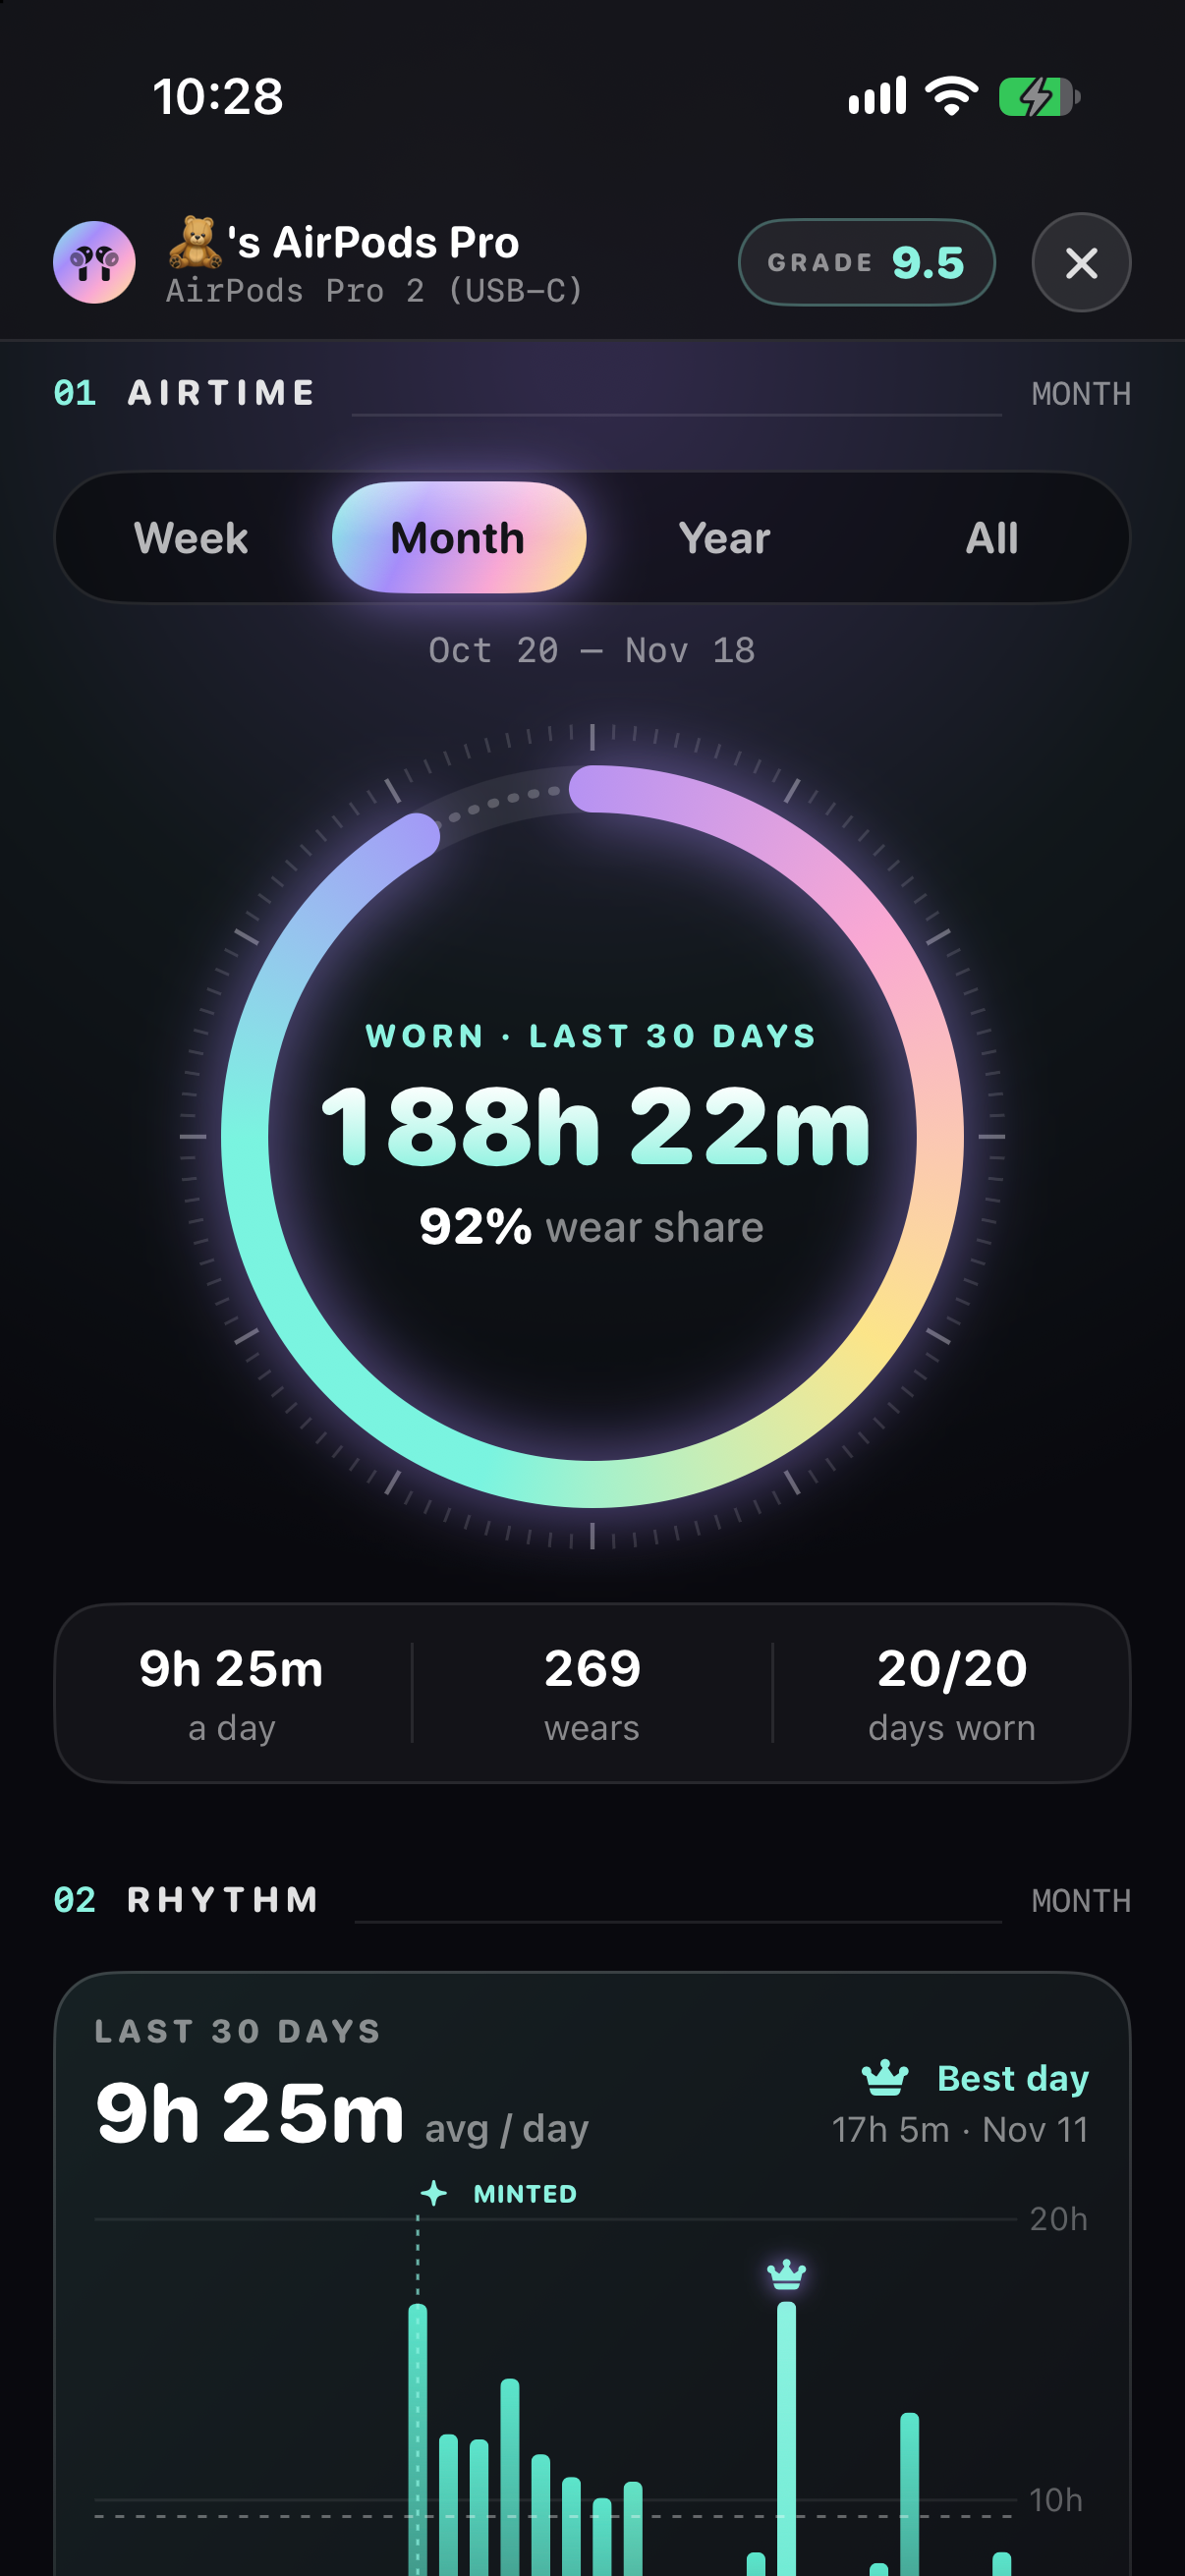 10:28
🧸's AirPods Pro
AirPods Pro 2 (USB-C)
GRADE 9.5
01 AIRTIME
MONTH
Week Month Year All
Oct 20 — Nov 18
WORN · LAST 30 DAYS
188h 22m
92% wear share
9h 25m
a day
269
wears
20/20
days worn
02 RHYTHM
MONTH
LAST 30 DAYS
9h 25m avg / day
Best day
17h 5m · Nov 11
MINTED
20h
10h